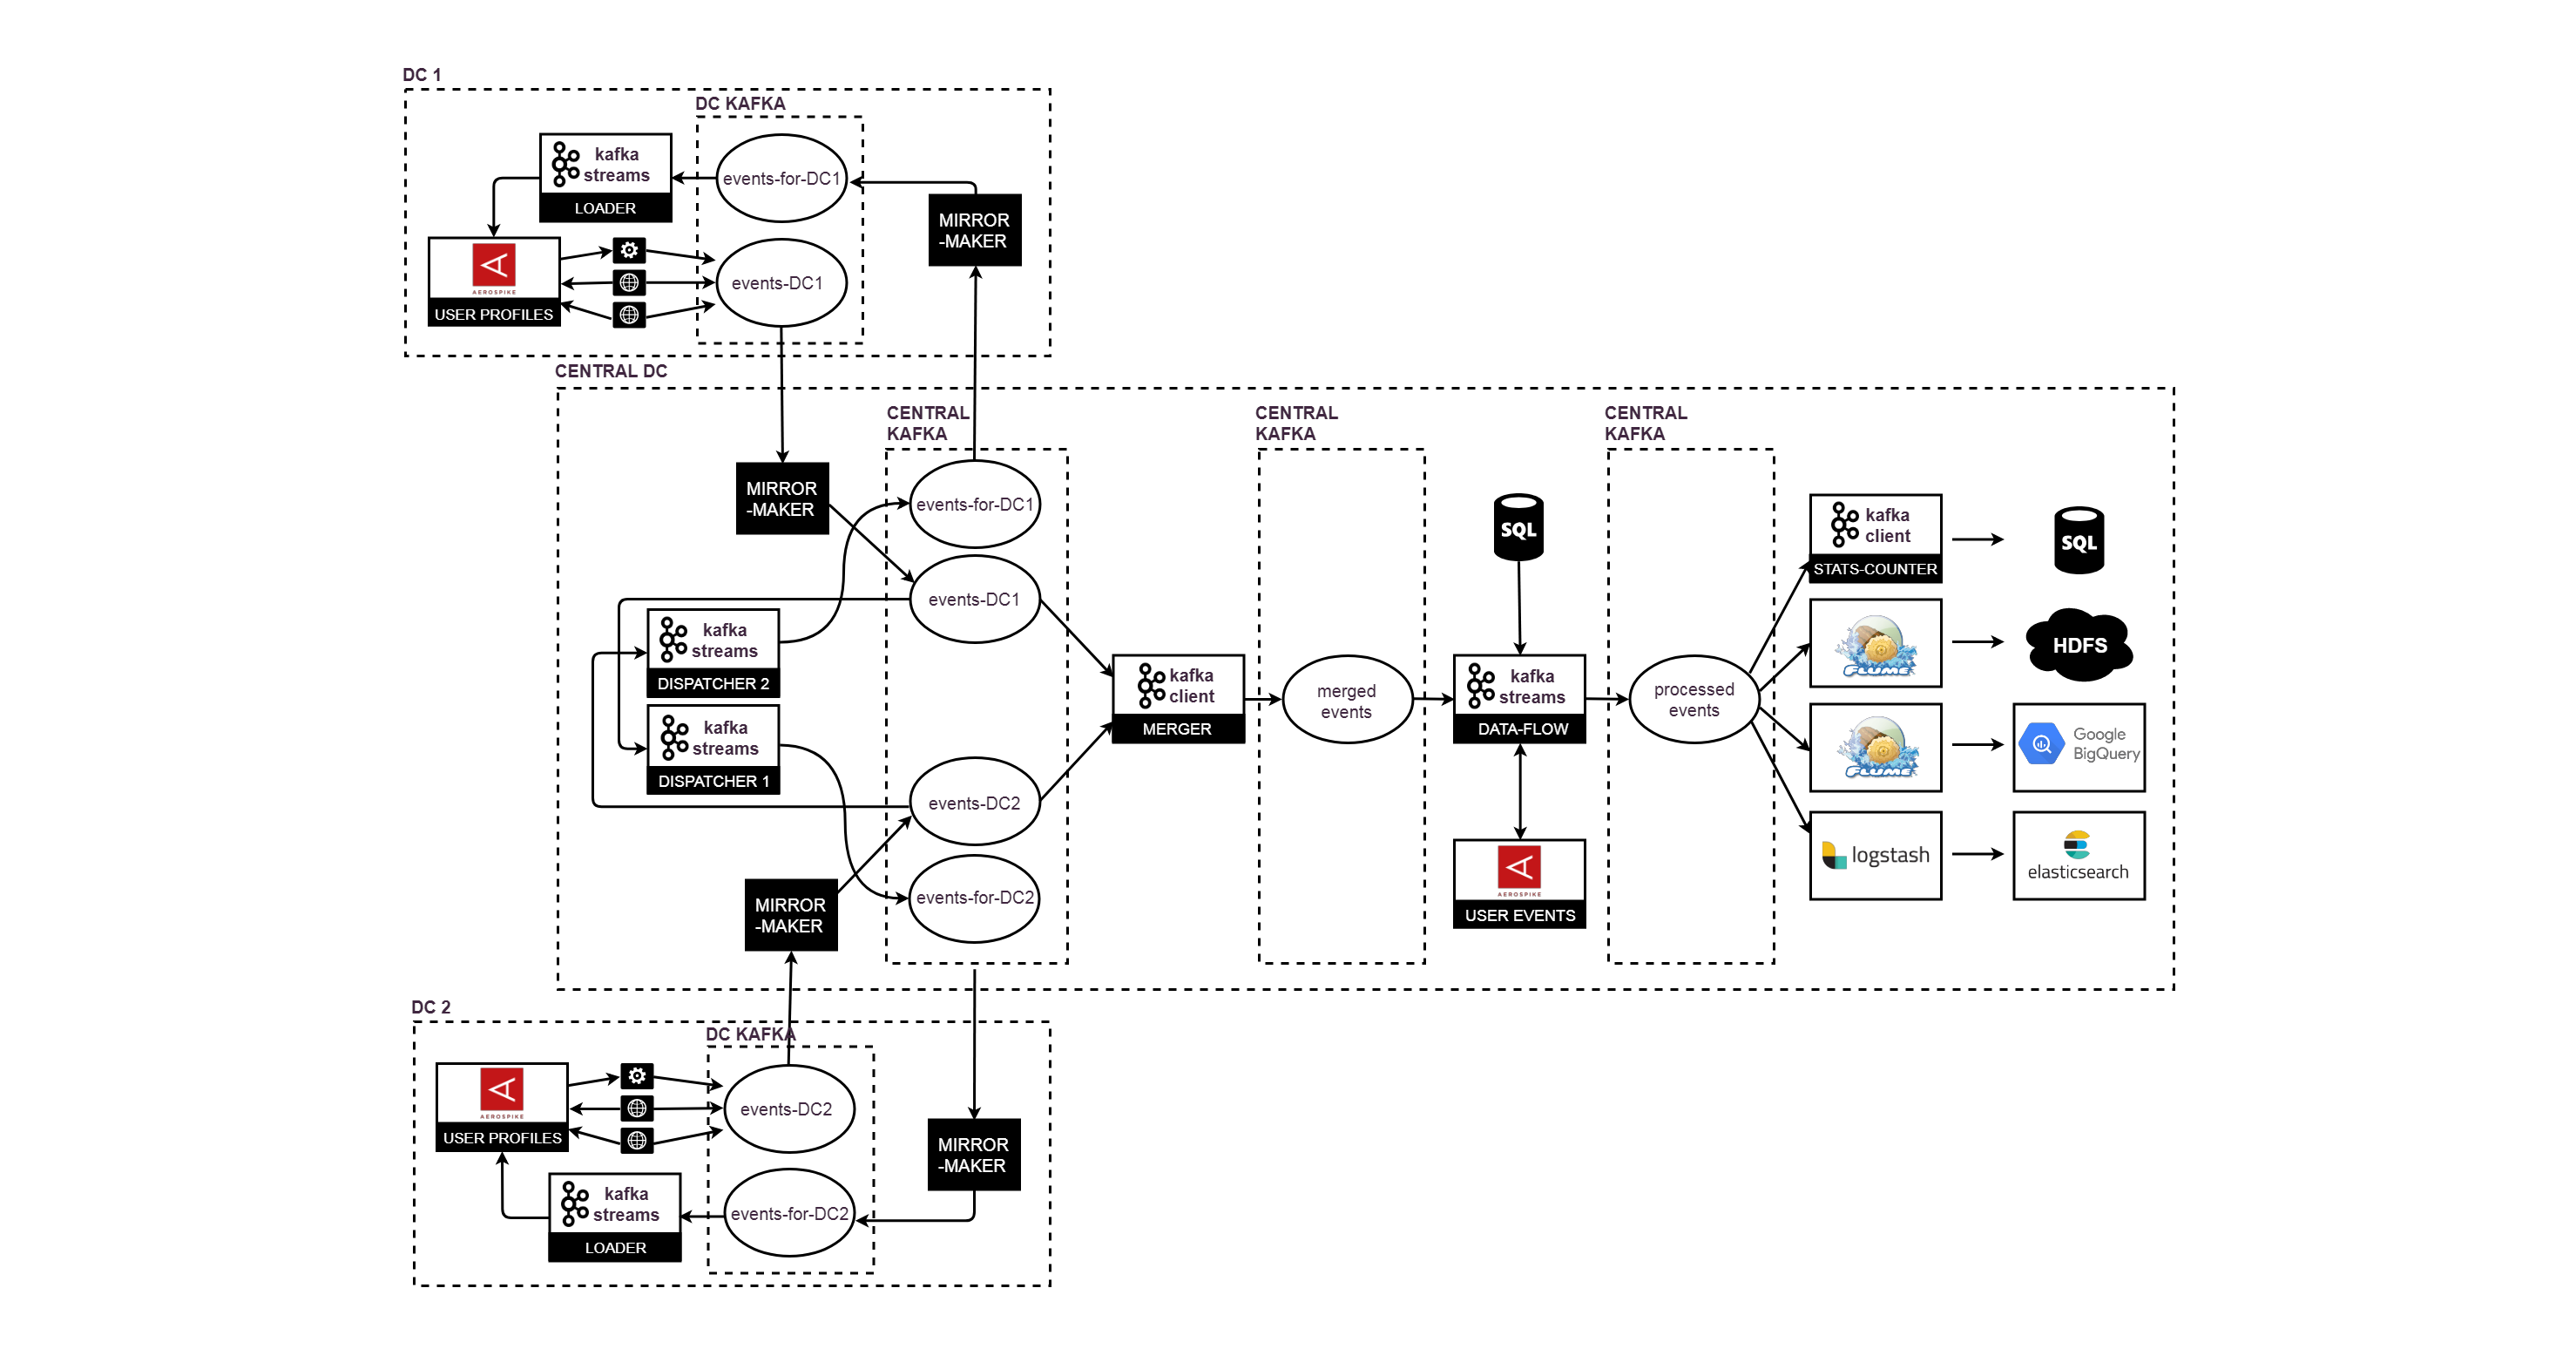 DC 1
DC KAFKA
kafka
streams
LOADER
events-for-DC1
MIRROR
-MAKER
AEROSPIKE
USER PROFILES
events-DC1
CENTRAL DC
CENTRAL
KAFKA
CENTRAL
KAFKA
CENTRAL
KAFKA
MIRROR
-MAKER
events-for-DC1
SQL
kafka
client
STATS-COUNTER
SQL
events-DC1
kafka
streams
DISPATCHER 2
FLUME
HDFS
kafka
client
MERGER
merged
events
kafka
streams
DATA-FLOW
processed
events
kafka
streams
DISPATCHER 1
FLUME
Google
BigQuery
events-DC2
MIRROR
-MAKER
events-for-DC2
AEROSPIKE
USER EVENTS
logstash
elasticsearch
DC 2
DC KAFKA
AEROSPIKE
USER PROFILES
events-DC2
MIRROR
-MAKER
kafka
streams
LOADER
events-for-DC2